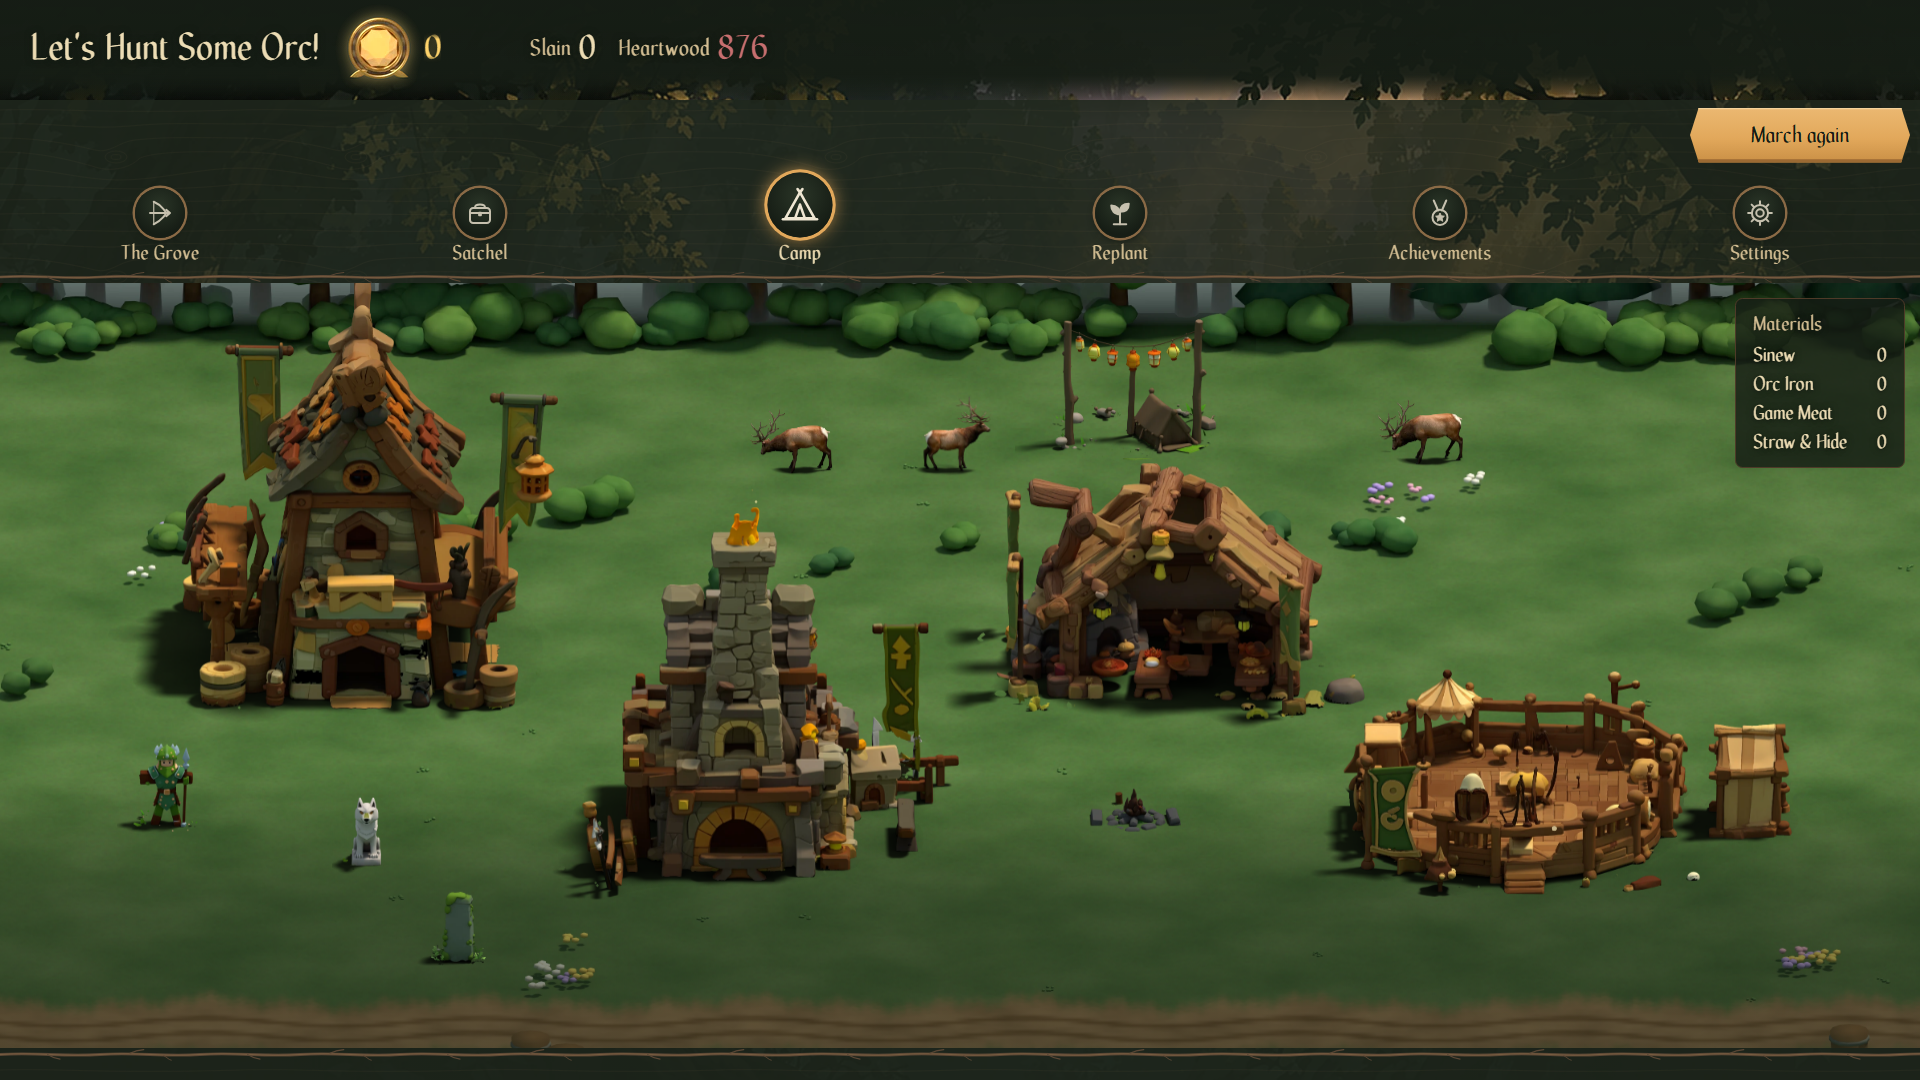 Let's Hunt Some Orc!
0
Slain 0
Heartwood 876
March again
The Grove
Satchel
Camp
Replant
Achievements
Settings
Materials
Sinew 0
Orc Iron 0
Game Meat 0
Straw & Hide 0